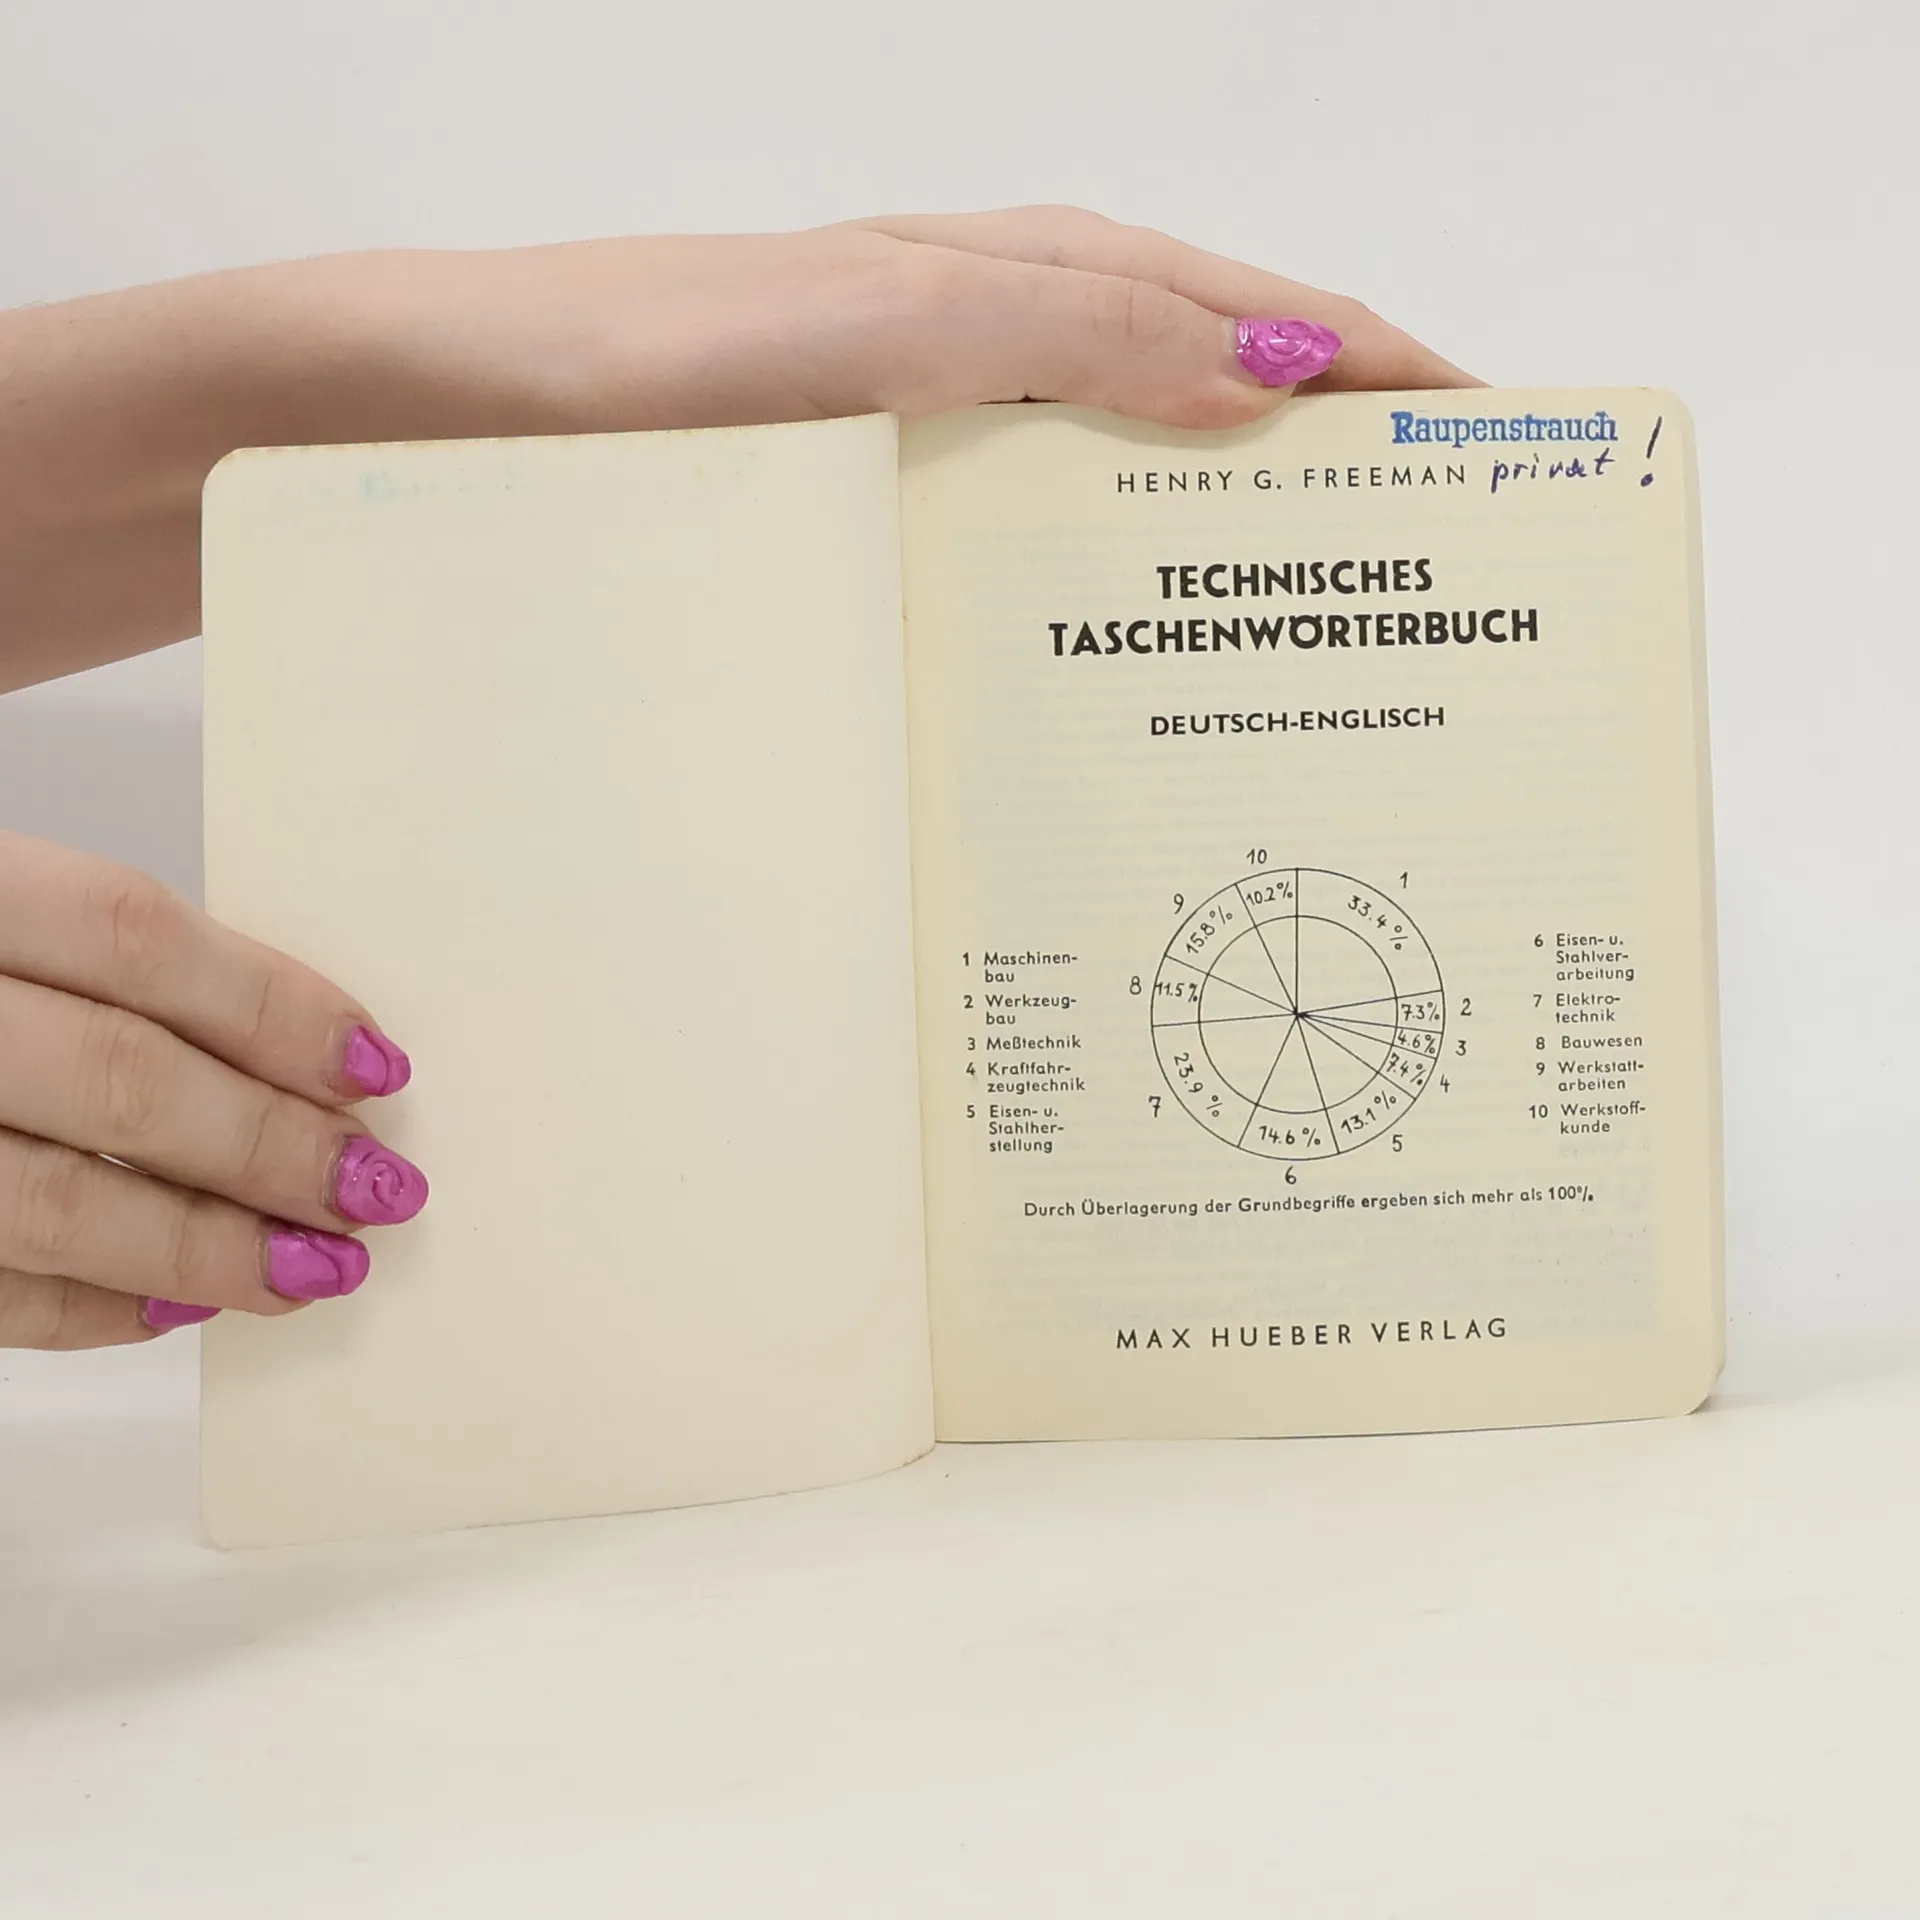 Raupenstrauch
privat !
HENRY G. FREEMAN
TECHNISCHES
TASCHENWÖRTERBUCH
DEUTSCH-ENGLISCH
1 Maschinen-
bau
2 Werkzeug-
bau
3 Meßtechnik
4 Kraftfahr-
zeugtechnik
5 Eisen- u.
Stahlher-
stellung
10
1
9
10.2%
33.4%
15.8%
8
11.5%
7.3%
2
4.6%
3
7.4%
4
23.9%
13.1%
7
14.6%
5
6
6 Eisen- u.
Stahlver-
arbeitung
7 Elektro-
technik
8 Bauwesen
9 Werkstatt-
arbeiten
10 Werkstoff-
kunde
Durch Überlagerung der Grundbegriffe ergeben sich mehr als 100%.
MAX HUEBER VERLAG